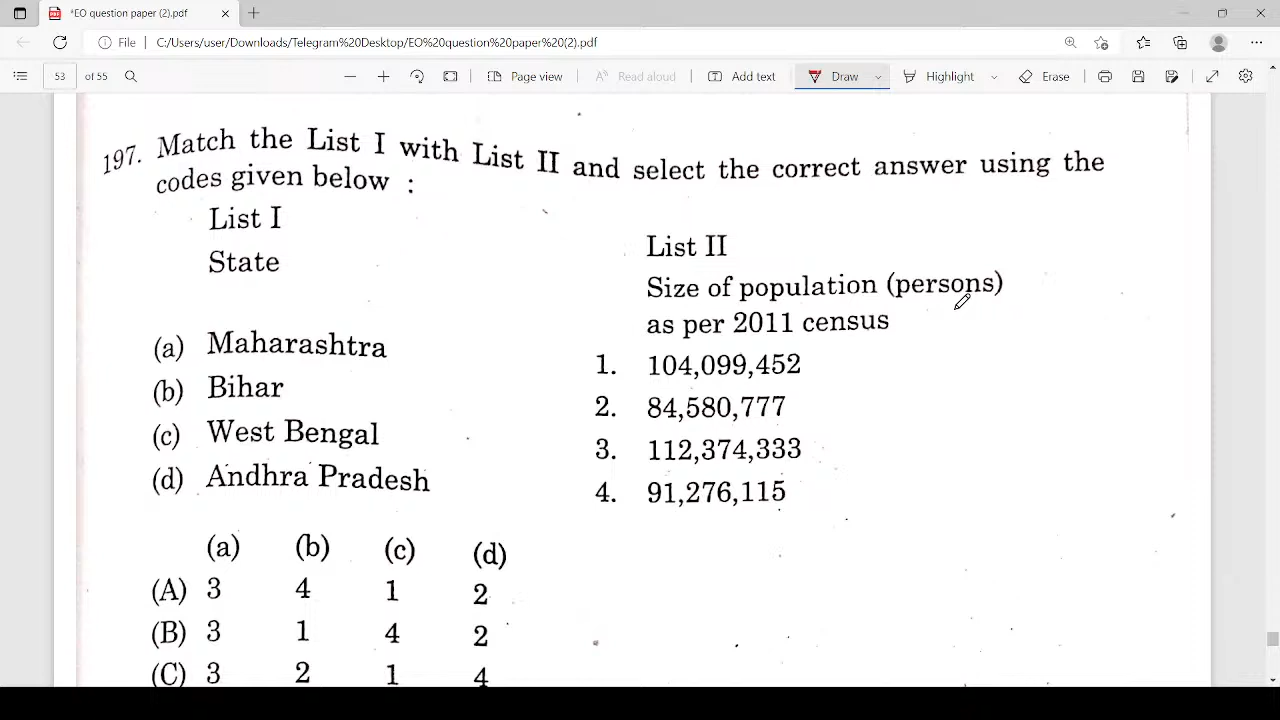 *EO question paper (2).pdf
File C:/Users/user/Downloads/Telegram%20Desktop/EO%20question%20paper%20(2).pdf
53 of 55 Page view Read aloud Add text Draw Highlight Erase
197. Match the List I with List II and select the correct answer using the
codes given below :
List I
List II
State
Size of population (persons)
as per 2011 census
(a) Maharashtra
1. 104,099,452
(b) Bihar
2. 84,580,777
(c) West Bengal
3. 112,374,333
(d) Andhra Pradesh
4. 91,276,115
(a) (b) (c) (d)
(A) 3 4 1 2
(B) 3 1 4 2
(C) 3 2 1 4